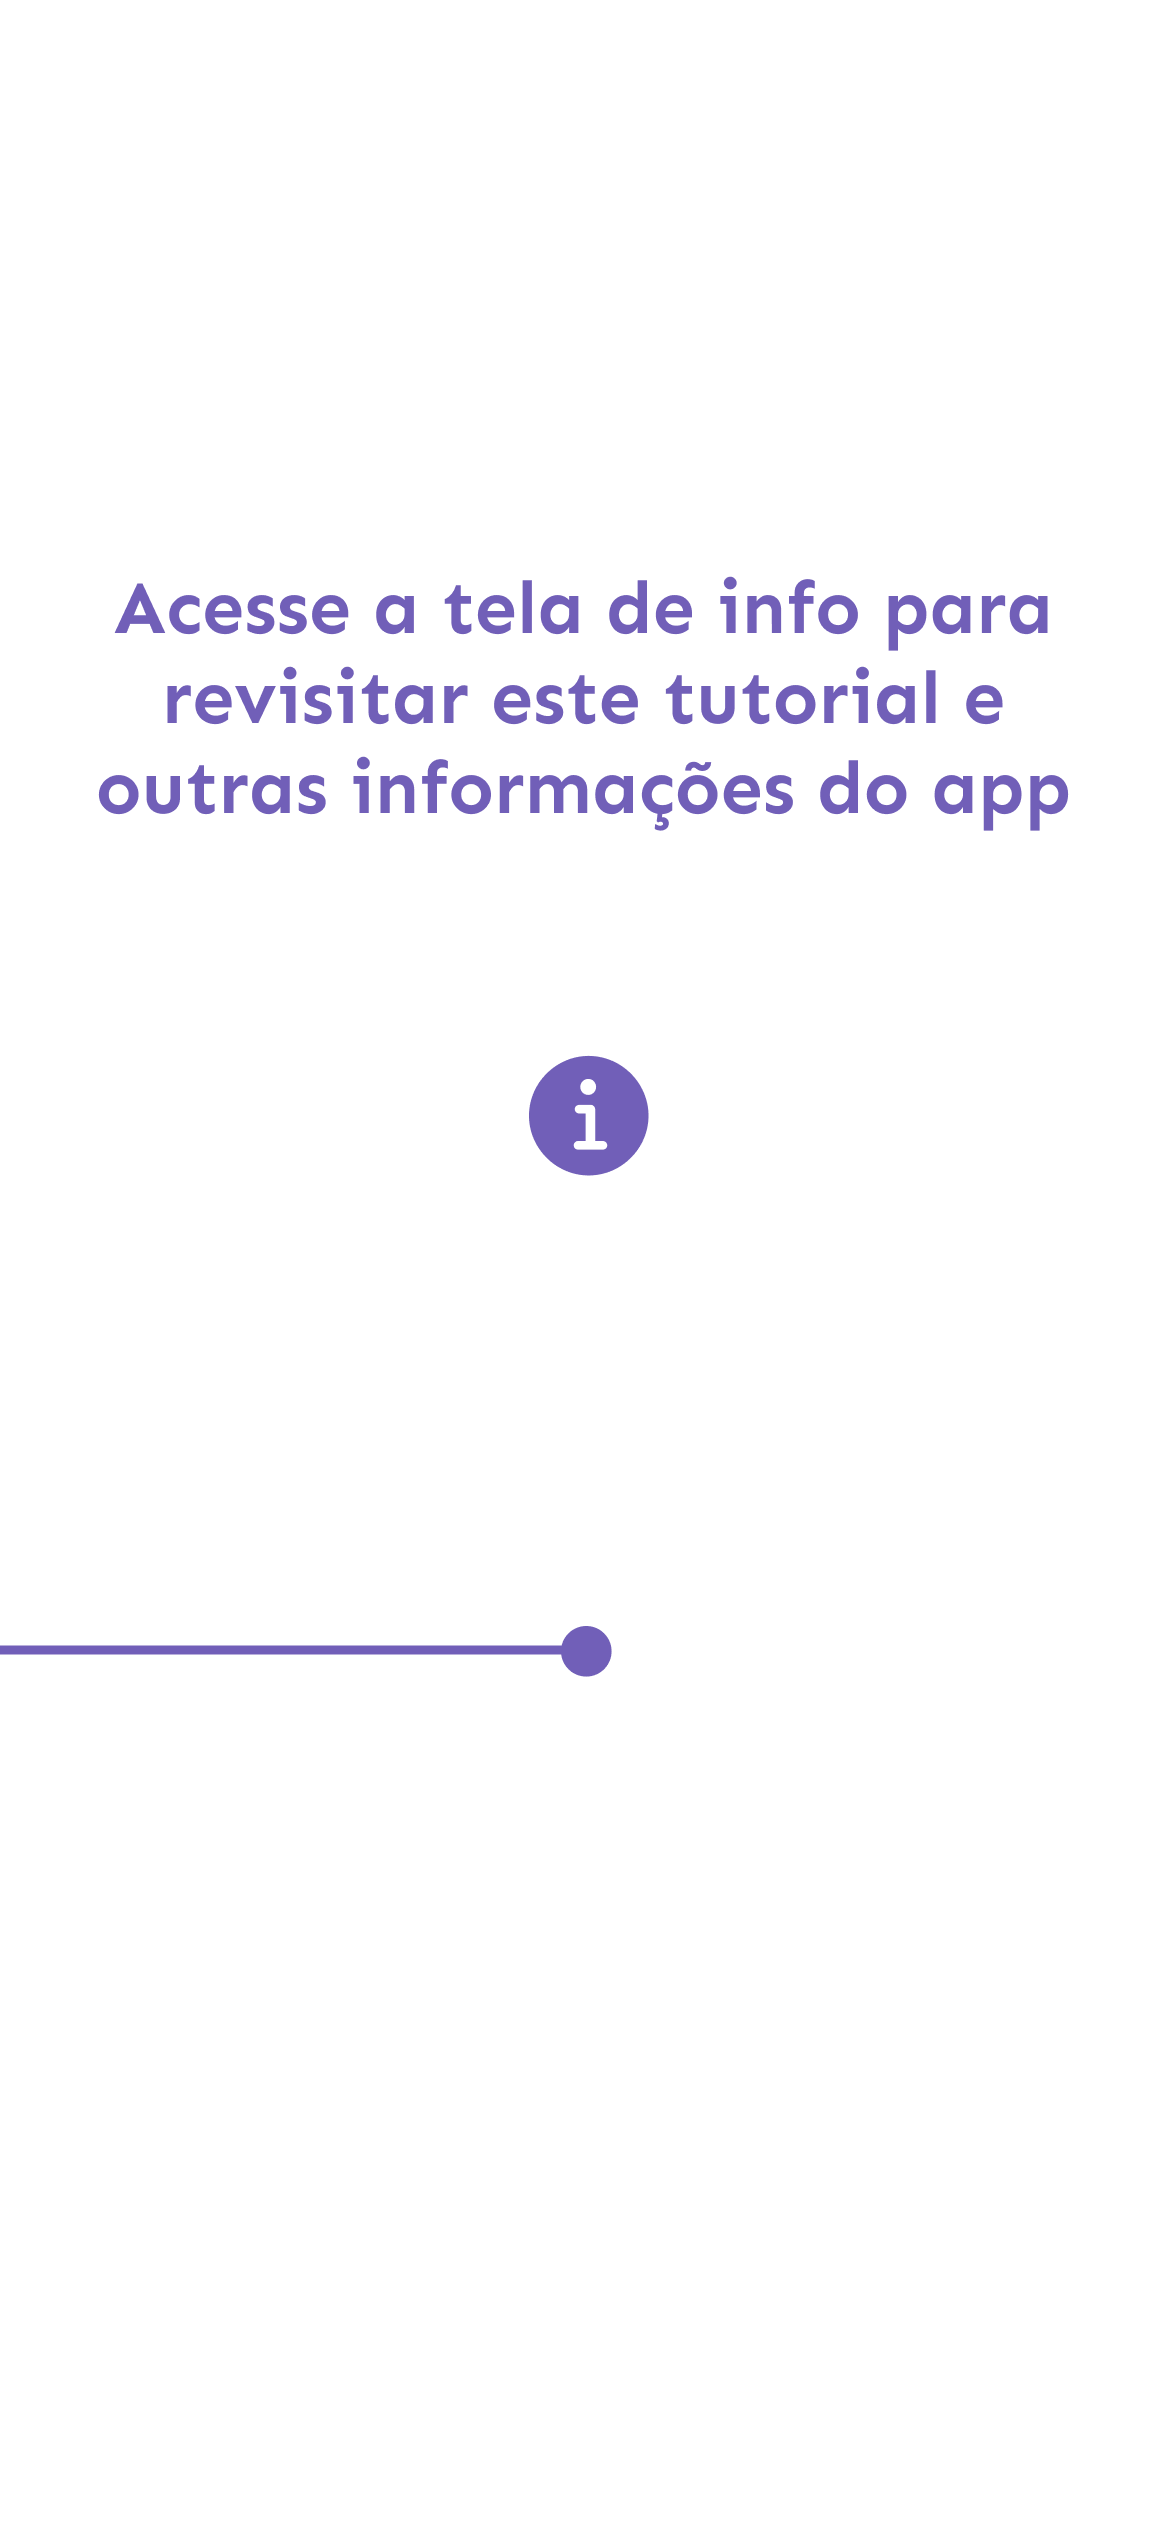 Acesse a tela de info para
revisitar este tutorial e
outras informações do app
i